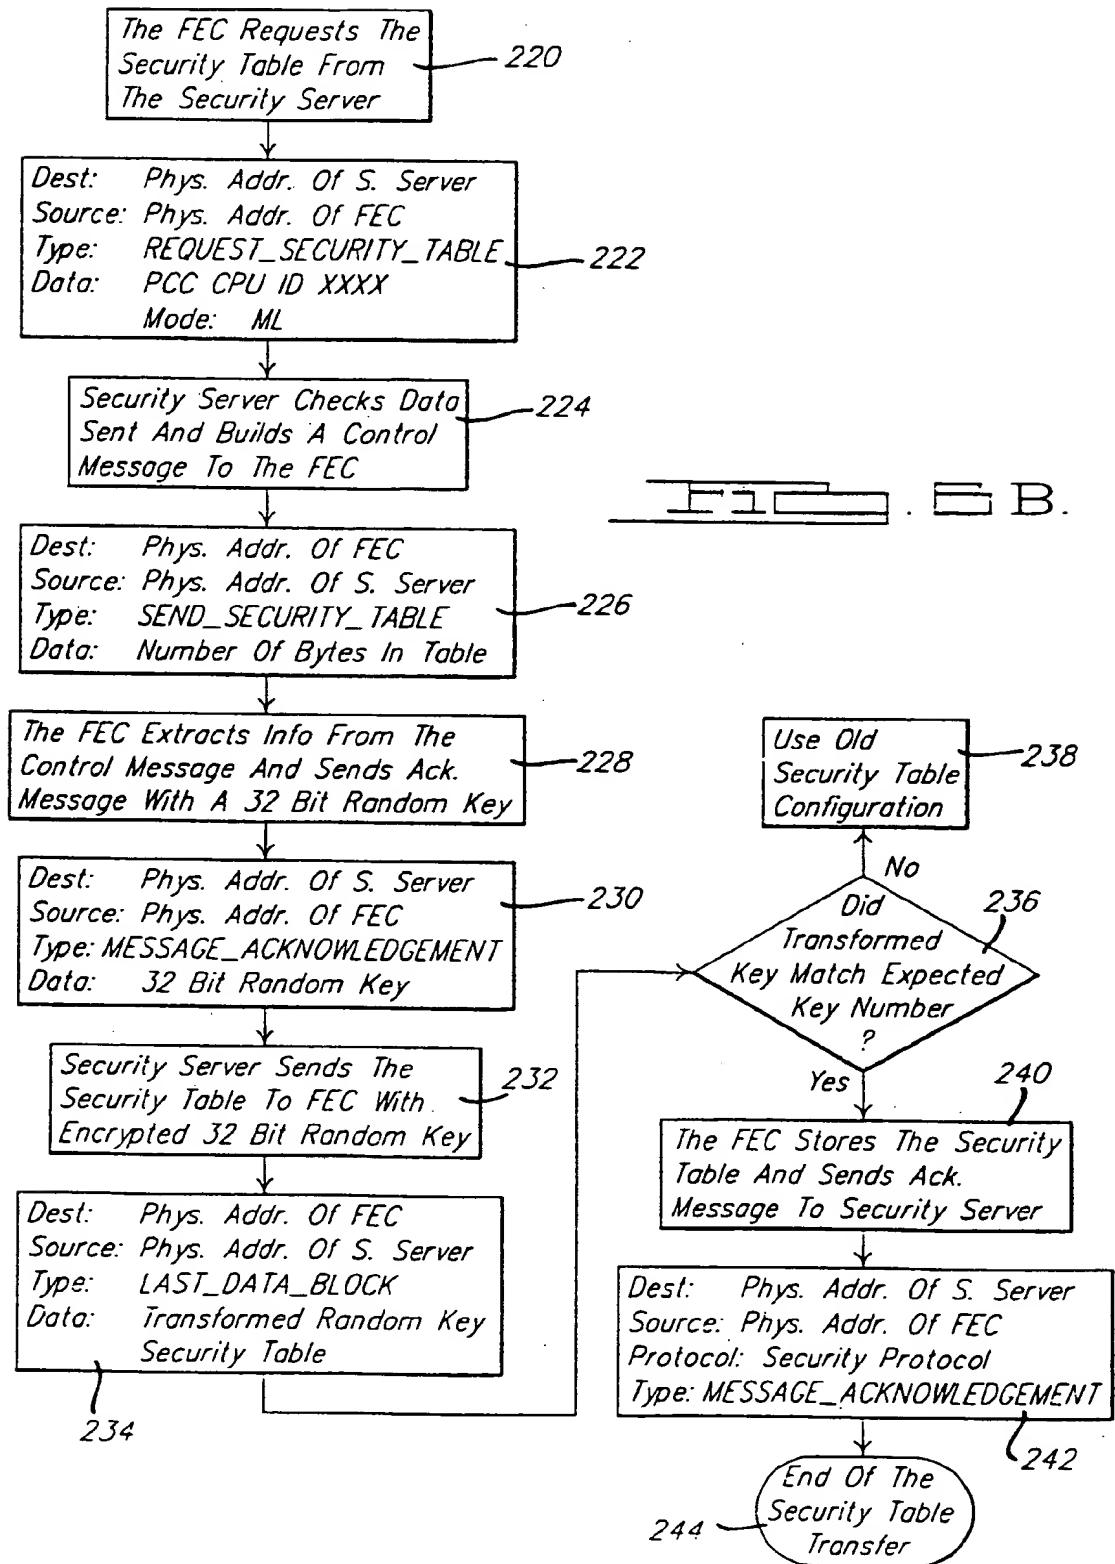 The FEC Requests The
Security Table From
The Security Server
220
Dest: Phys. Addr. Of S. Server
Source: Phys. Addr. Of FEC
Type: REQUEST_SECURITY_TABLE
Data: PCC CPU ID XXXX
Mode: ML
222
Security Server Checks Data
Sent And Builds A Control
Message To The FEC
224
FIG. 6B.
Dest: Phys. Addr. Of FEC
Source: Phys. Addr. Of S. Server
Type: SEND_SECURITY_TABLE
Data: Number Of Bytes In Table
226
The FEC Extracts Info From The
Control Message And Sends Ack.
Message With A 32 Bit Random Key
228
Dest: Phys. Addr. Of S. Server
Source: Phys. Addr. Of FEC
Type: MESSAGE_ACKNOWLEDGEMENT
Data: 32 Bit Random Key
230
Security Server Sends The
Security Table To FEC With
Encrypted 32 Bit Random Key
232
Dest: Phys. Addr. Of FEC
Source: Phys. Addr. Of S. Server
Type: LAST_DATA_BLOCK
Data: Transformed Random Key
Security Table
234
Use Old
Security Table
Configuration
238
No
Did
Transformed
Key Match Expected
Key Number
?
236
Yes
240
The FEC Stores The Security
Table And Sends Ack.
Message To Security Server
Dest: Phys. Addr. Of S. Server
Source: Phys. Addr. Of FEC
Protocol: Security Protocol
Type: MESSAGE_ACKNOWLEDGEMENT
242
End Of The
Security Table
Transfer
244